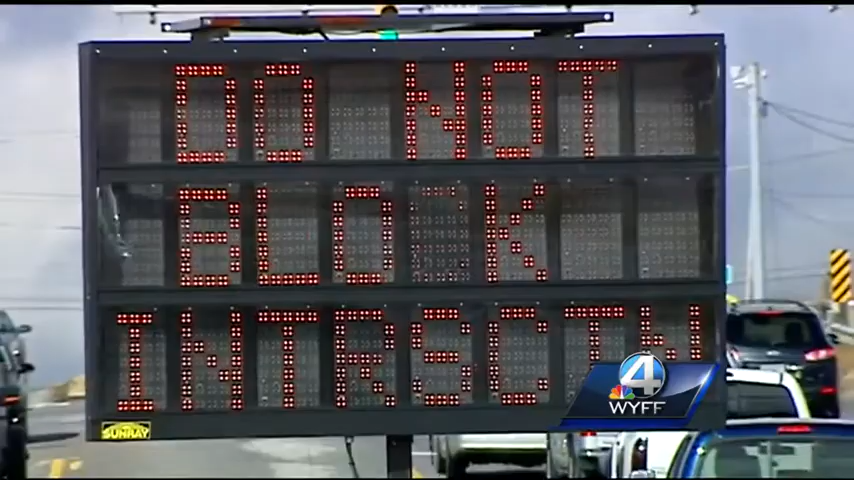 DO NOT
BLOCK
INTRSCTN
SUNRAY
4
WYFF